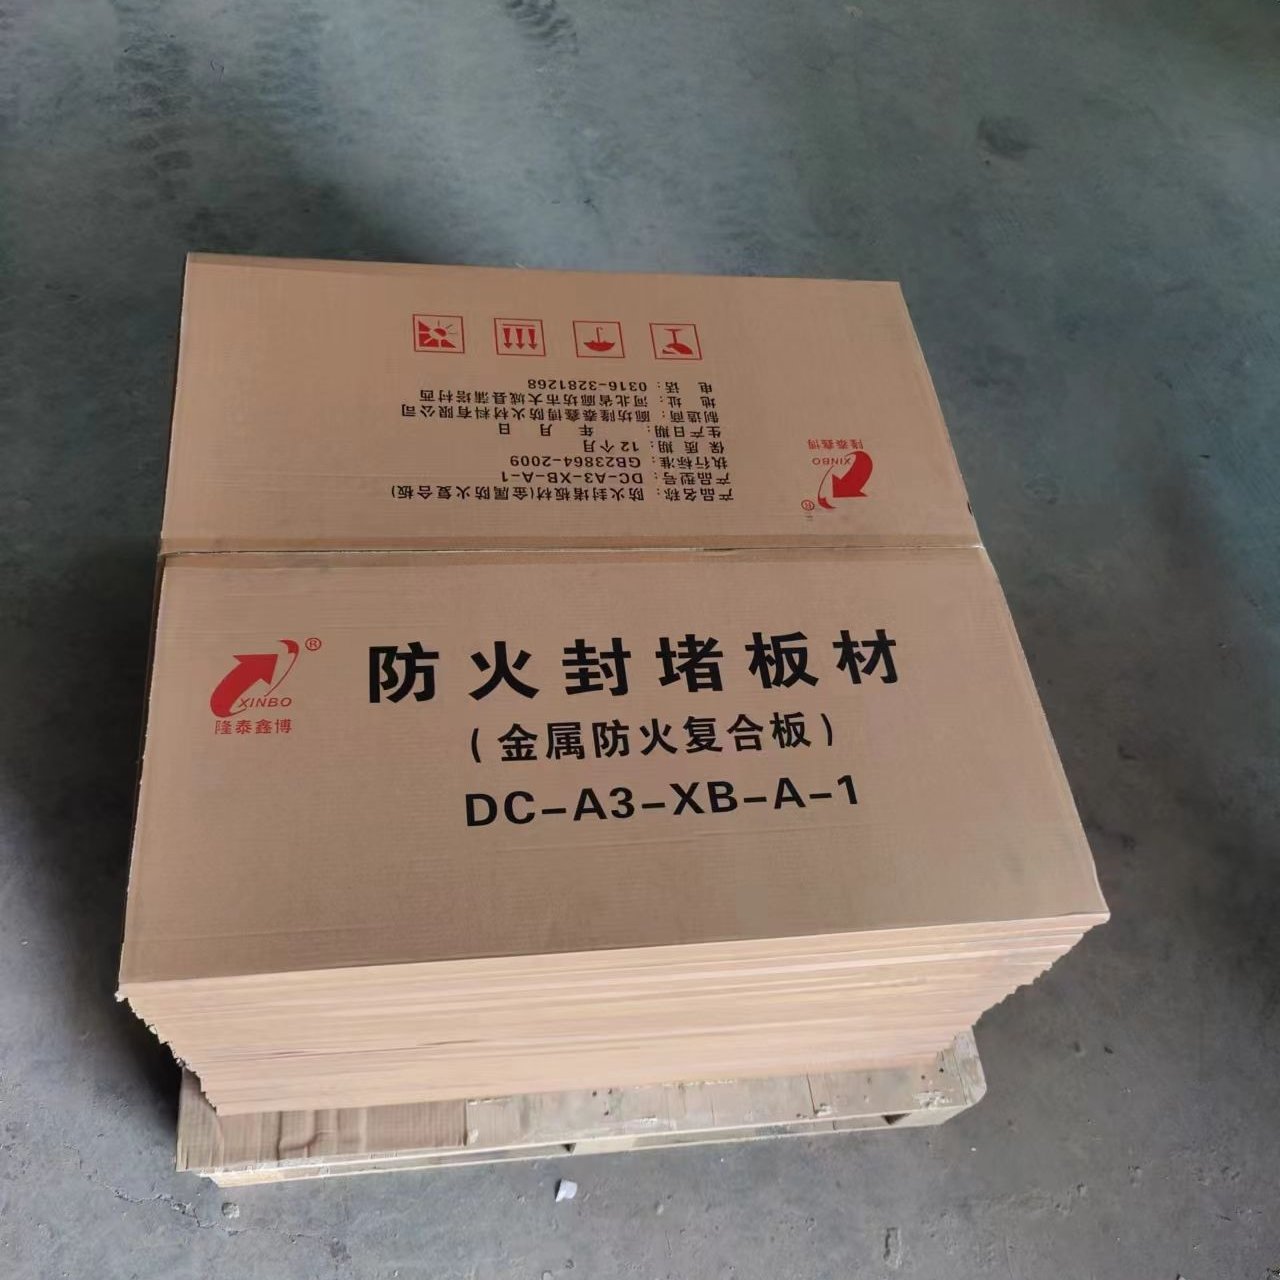 防火封堵板材
(金属防火复合板)
DC-A3-XB-A-1
®
XINBO
隆泰鑫博
®
XINBO
隆泰鑫博
产品名称：防火封堵板材(金属防火复合板)
产品型号：DC-A3-XB-A-1
执行标准：GB23864-2009
保 质 期：12个月
生产日期： 年 月 日
制造商：廊坊隆泰鑫博防火材料有限公司
地 址：河北省廊坊市大城县蒲塔村西
电 话：0316-3281268